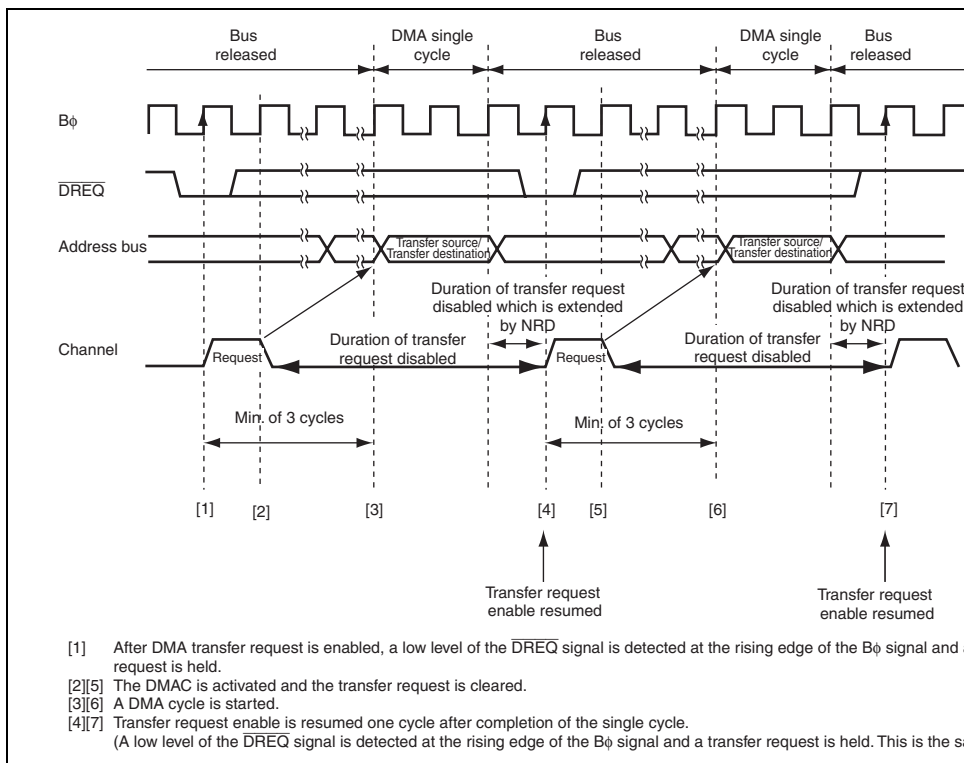 Bus released
DMA single cycle
Bus released
DMA single cycle
Bus released
Bφ
DREQ
Address bus
Transfer source/
Transfer destination
Transfer source/
Transfer destination
Duration of transfer request disabled which is extended by NRD
Duration of transfer request disabled which is extended by NRD
Channel
Request
Duration of transfer request disabled
Request
Duration of transfer request disabled
Min. of 3 cycles
Min. of 3 cycles
[1] [2] [3] [4] [5] [6] [7]
Transfer request enable resumed
Transfer request enable resumed
[1] After DMA transfer request is enabled, a low level of the DREQ signal is detected at the rising edge of the Bφ signal and
request is held.
[2][5] The DMAC is activated and the transfer request is cleared.
[3][6] A DMA cycle is started.
[4][7] Transfer request enable is resumed one cycle after completion of the single cycle.
(A low level of the DREQ signal is detected at the rising edge of the Bφ signal and a transfer request is held. This is the